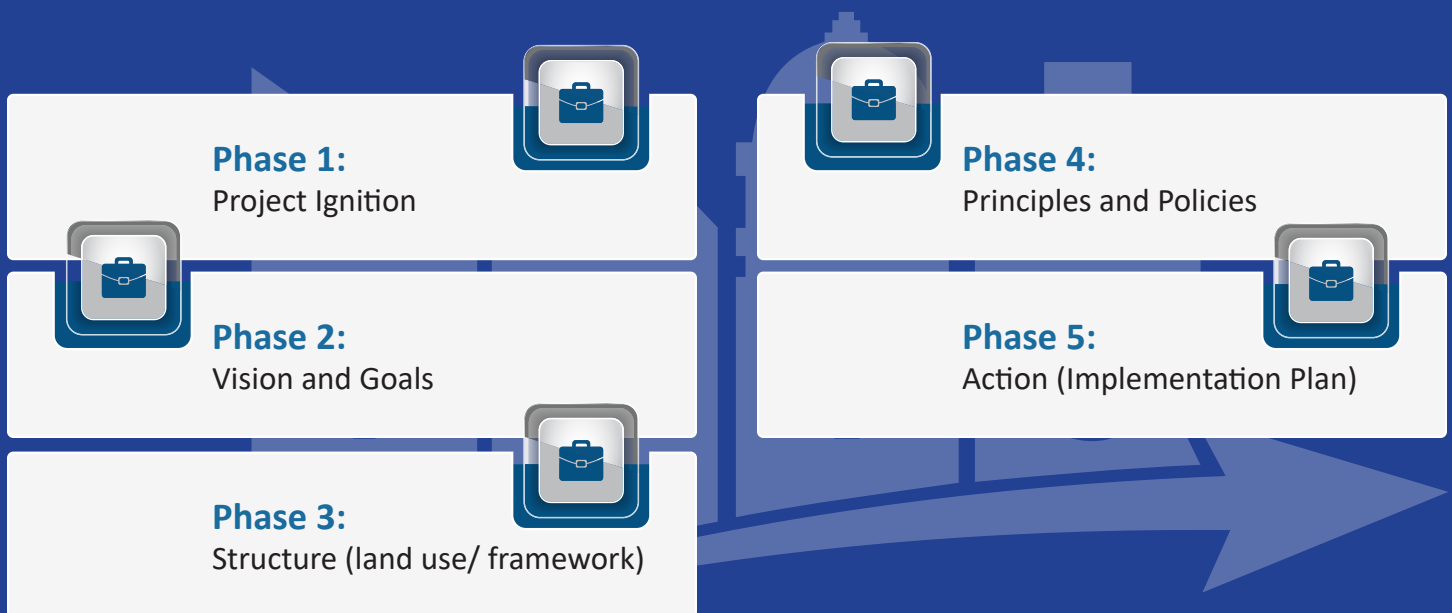 Phase 1:
Project Ignition
Phase 2:
Vision and Goals
Phase 3:
Structure (land use/ framework)
Phase 4:
Principles and Policies
Phase 5:
Action (Implementation Plan)